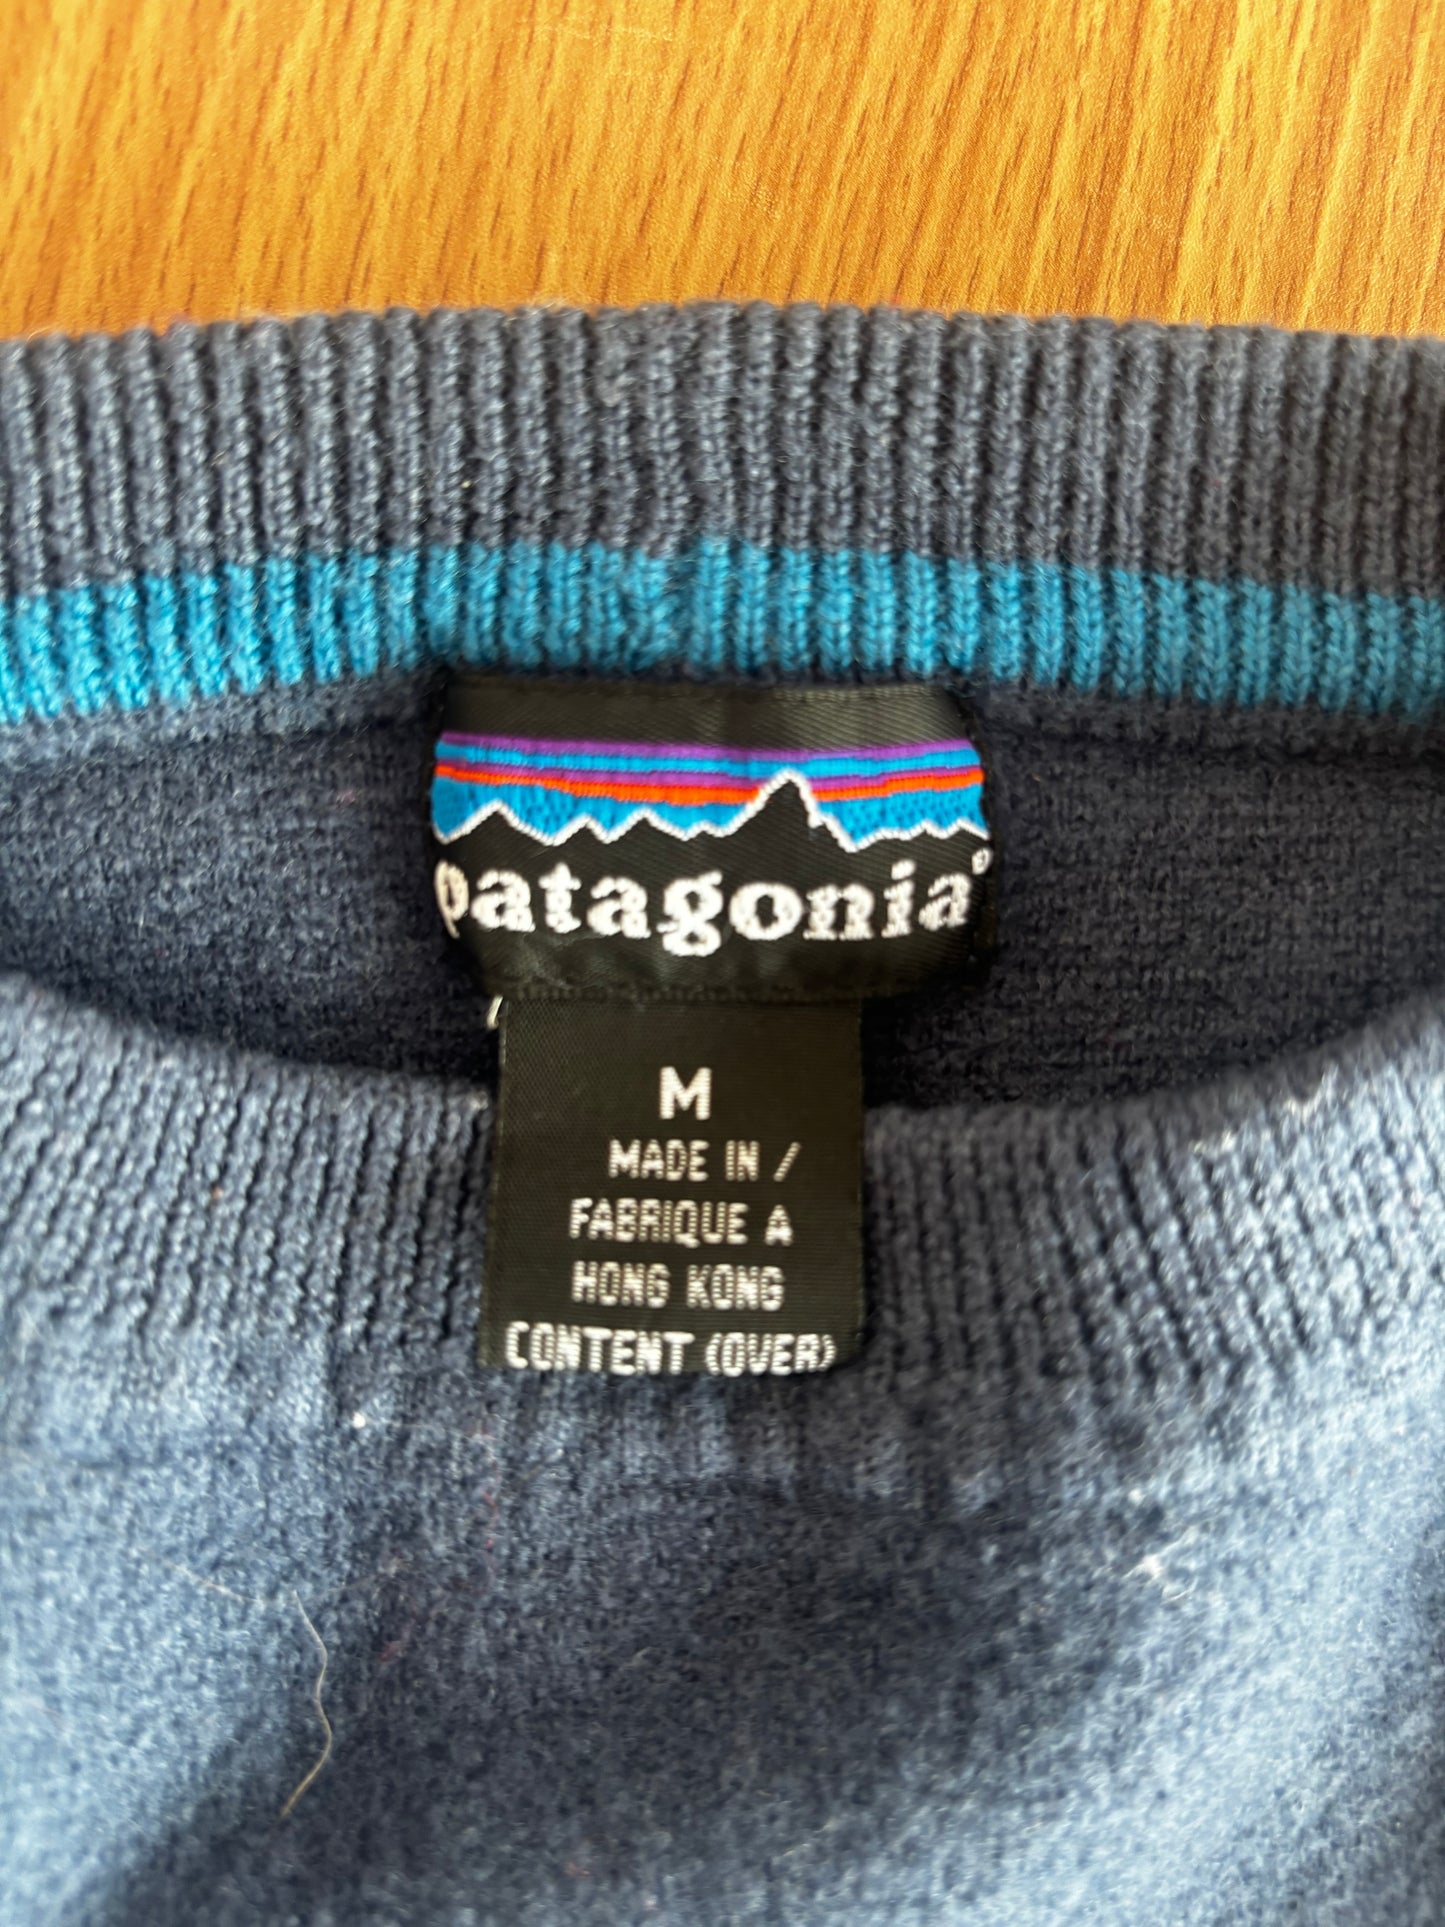 patagonia®
M
MADE IN /
FABRIQUE A
HONG KONG
CONTENT (OVER)